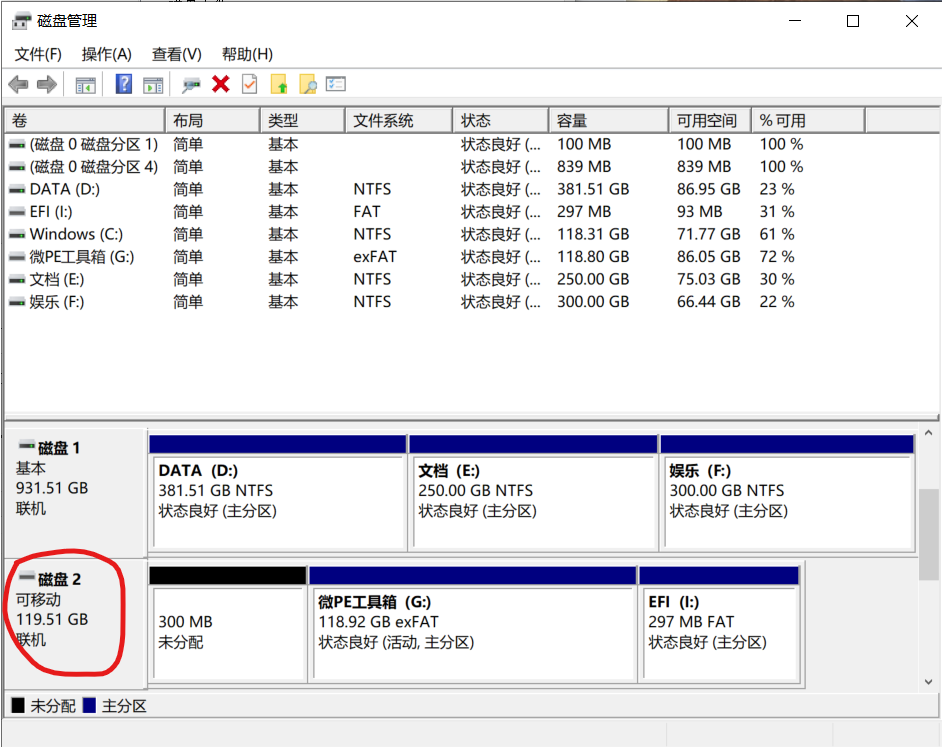 磁盘管理
文件(F) 操作(A) 查看(V) 帮助(H)
卷 布局 类型 文件系统 状态 容量 可用空间 % 可用
(磁盘 0 磁盘分区 1) 简单 基本 状态良好 (... 100 MB 100 MB 100 %
(磁盘 0 磁盘分区 4) 简单 基本 状态良好 (... 839 MB 839 MB 100 %
DATA (D:) 简单 基本 NTFS 状态良好 (... 381.51 GB 86.95 GB 23 %
EFI (I:) 简单 基本 FAT 状态良好 (... 297 MB 93 MB 31 %
Windows (C:) 简单 基本 NTFS 状态良好 (... 118.31 GB 71.77 GB 61 %
微PE工具箱 (G:) 简单 基本 exFAT 状态良好 (... 118.80 GB 86.05 GB 72 %
文档 (E:) 简单 基本 NTFS 状态良好 (... 250.00 GB 75.03 GB 30 %
娱乐 (F:) 简单 基本 NTFS 状态良好 (... 300.00 GB 66.44 GB 22 %
磁盘 1
基本
931.51 GB
联机
DATA (D:)
381.51 GB NTFS
状态良好 (主分区)
文档 (E:)
250.00 GB NTFS
状态良好 (主分区)
娱乐 (F:)
300.00 GB NTFS
状态良好 (主分区)
磁盘 2
可移动
119.51 GB
联机
300 MB
未分配
微PE工具箱 (G:)
118.92 GB exFAT
状态良好 (活动, 主分区)
EFI (I:)
297 MB FAT
状态良好 (主分区)
未分配 主分区